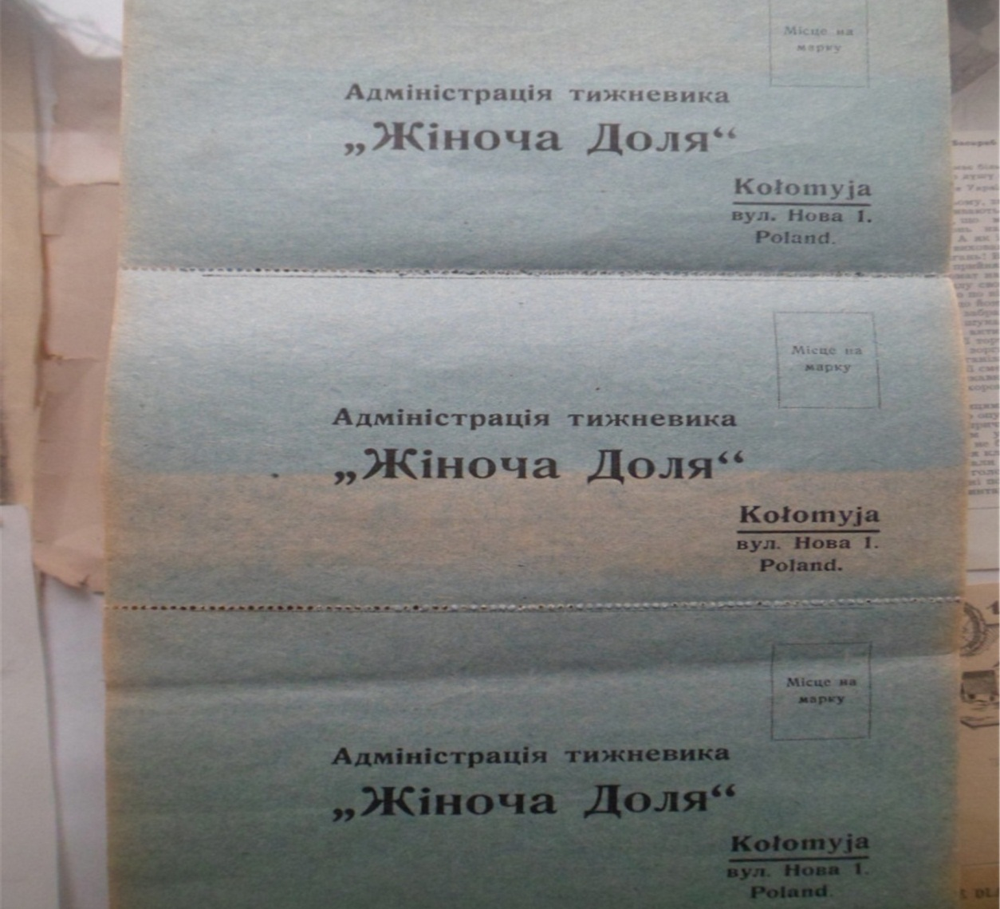 Місце на
марку
Адміністрація тижневика
„Жіноча Доля“
Kołomyja
вул. Нова 1.
Poland.
Місце на
марку
Адміністрація тижневика
„Жіноча Доля“
Kołomyja
вул. Нова 1.
Poland.
Місце на
марку
Адміністрація тижневика
„Жіноча Доля“
Kołomyja
вул. Нова 1.
Poland.